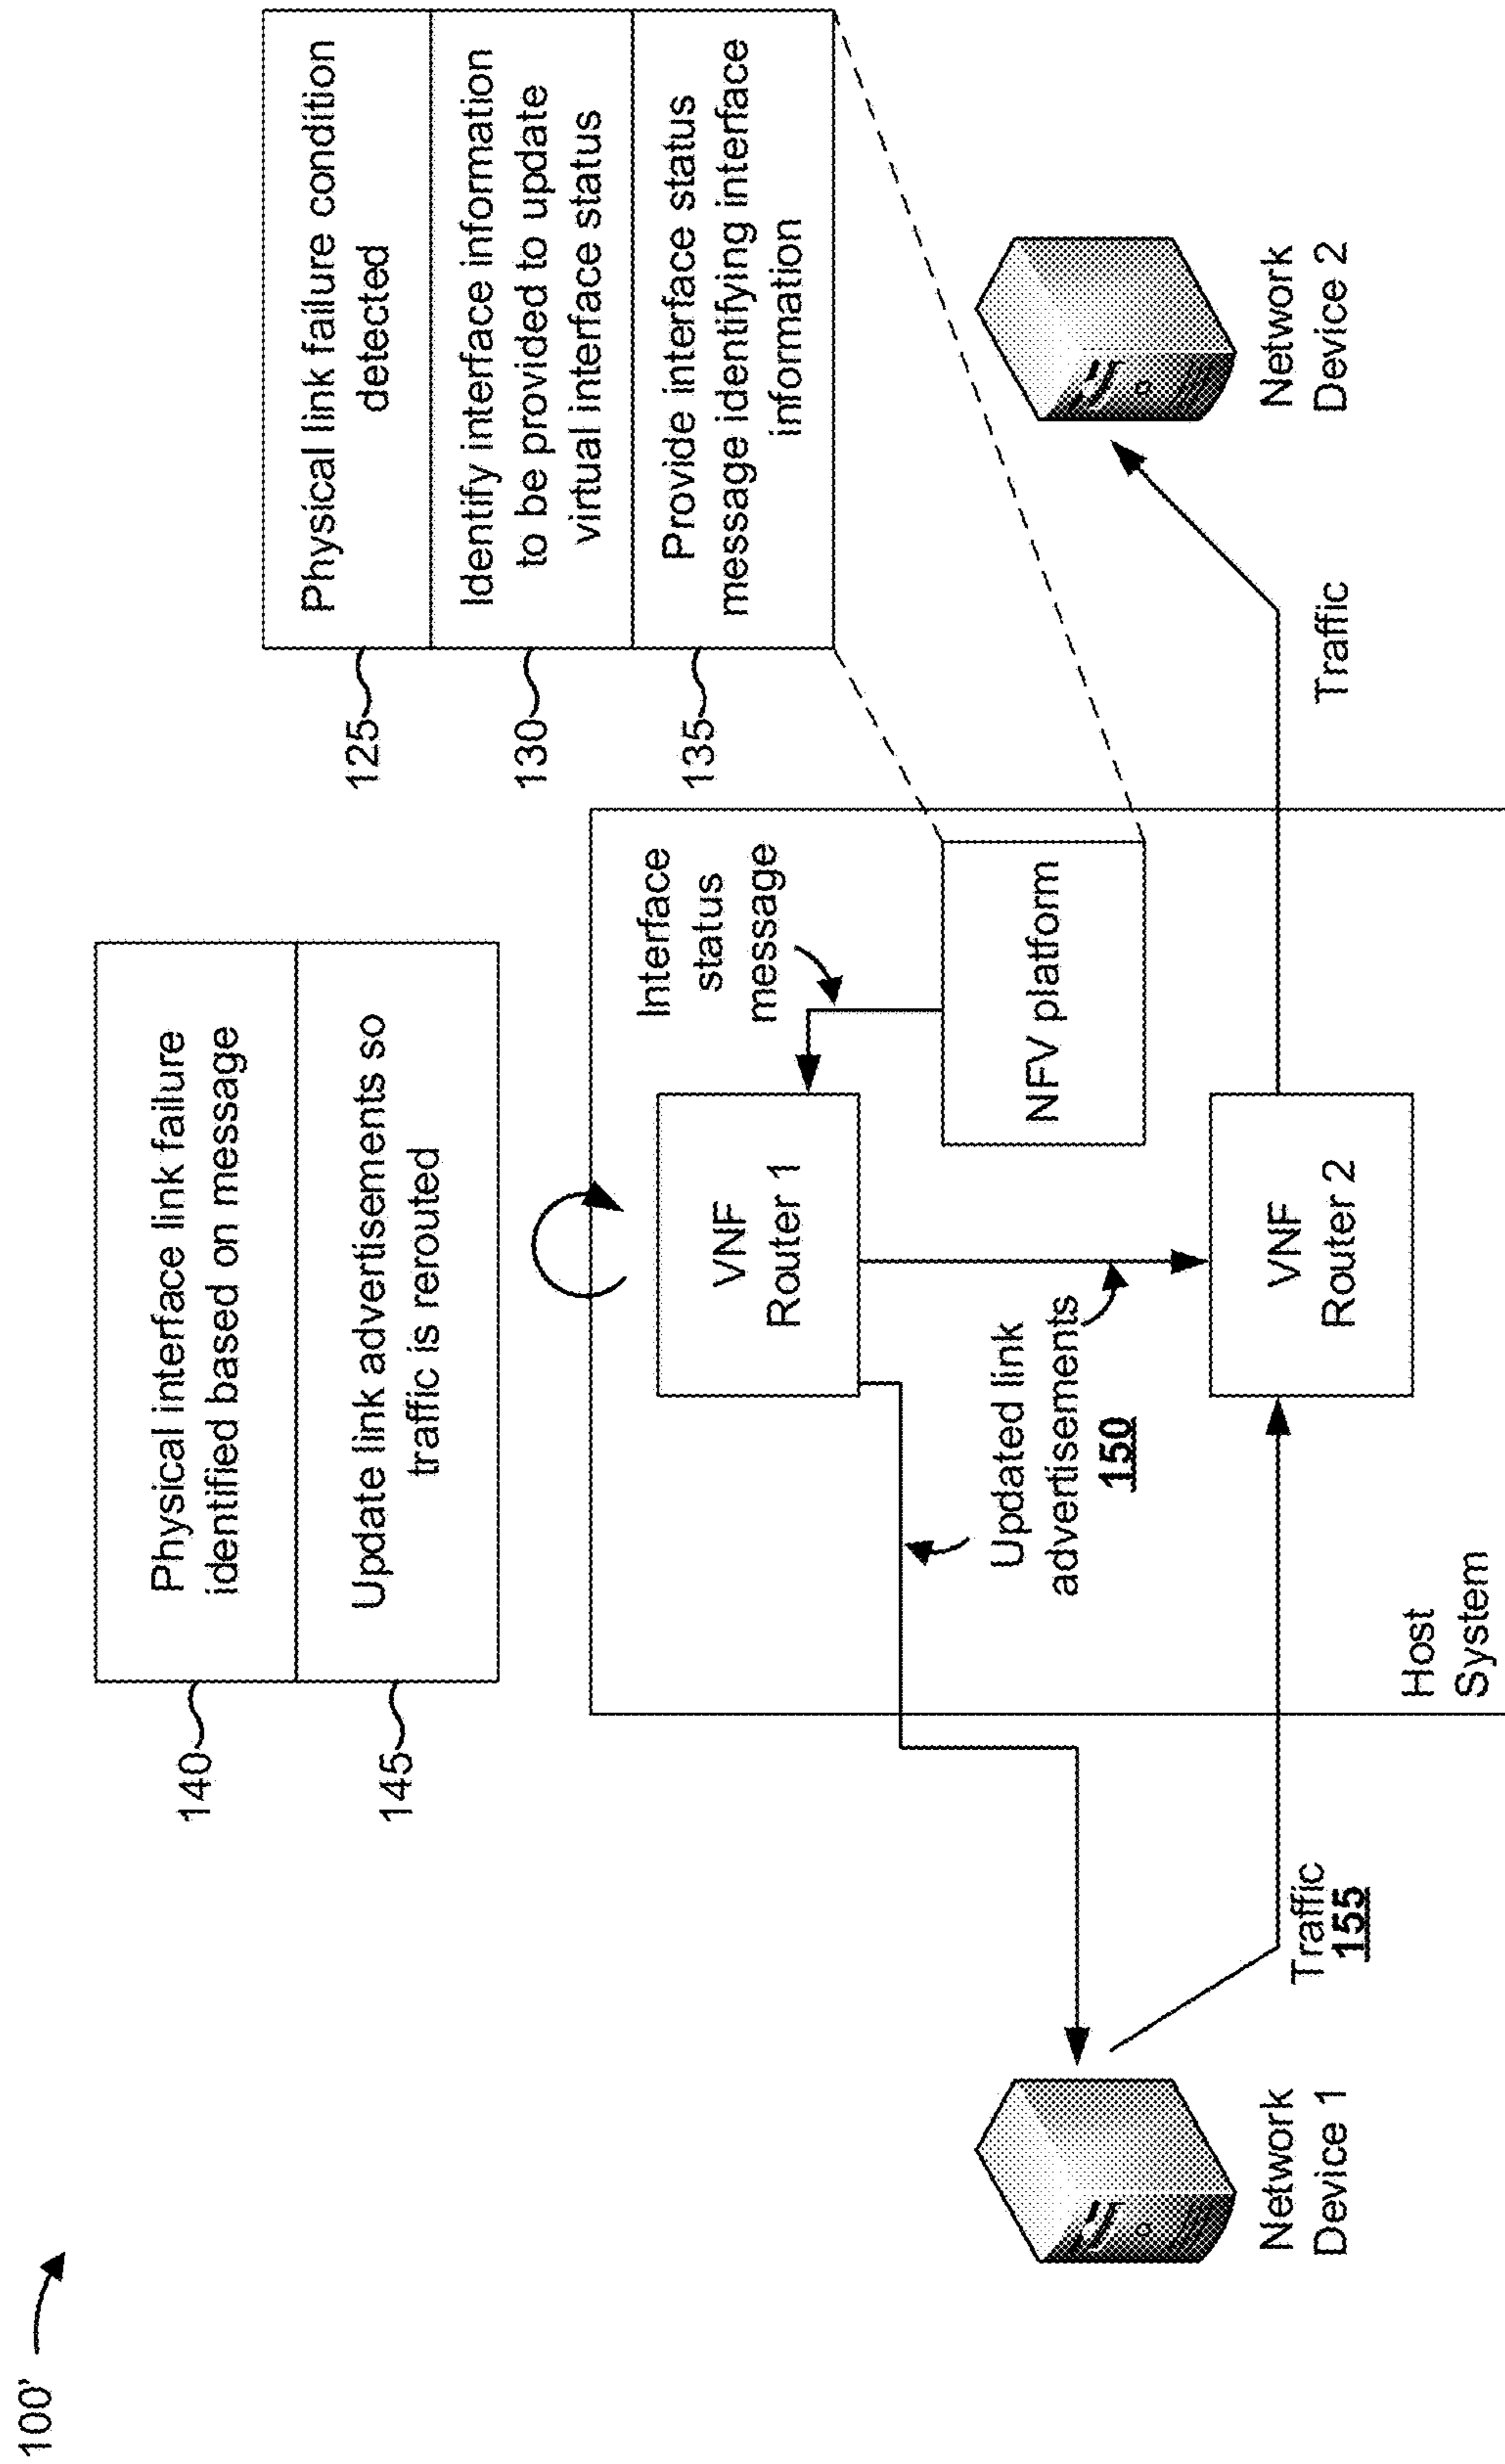 100'
140
Physical interface link failure
identified based on message
145
Update link advertisements so
traffic is rerouted
125
Physical link failure condition
detected
130
Identify interface information
to be provided to update
virtual interface status
135
Provide interface status
message identifying interface
information
Interface
status
message
VNF
Router 1
NFV platform
Updated link
advertisements
150
VNF
Router 2
Host
System
Network
Device 1
Traffic
155
Traffic
Network
Device 2